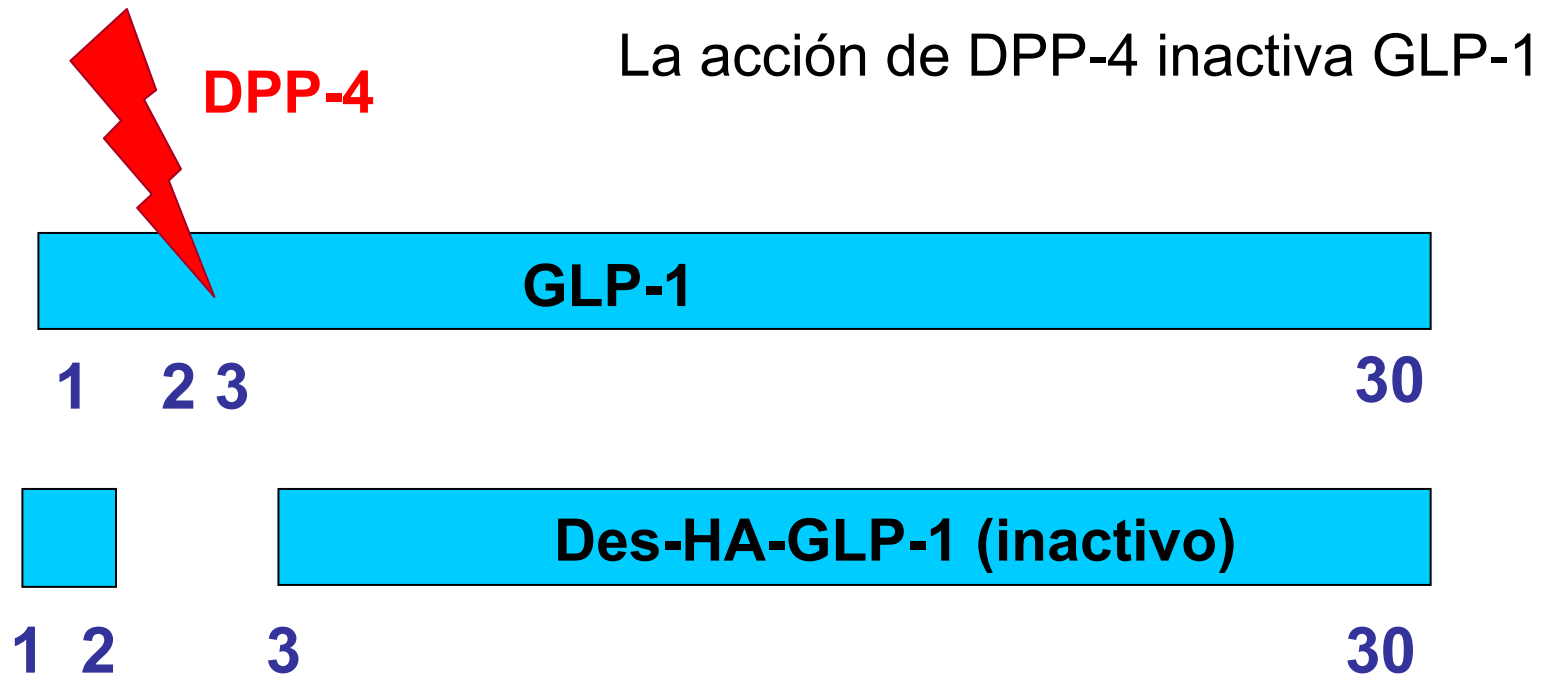 La acción de DPP-4 inactiva GLP-1
DPP-4
GLP-1
1 2 3 30
Des-HA-GLP-1 (inactivo)
1 2 3 30